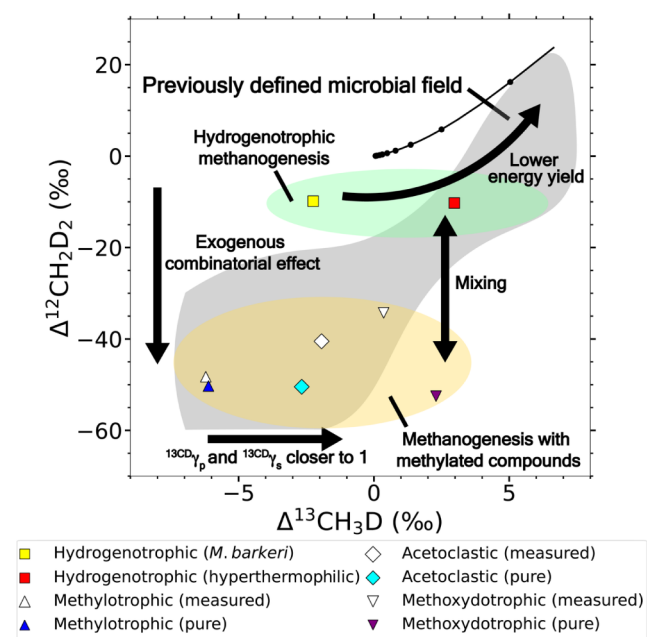 20
0
−20
−40
−60
Δ¹²CH₂D₂ (‰)
Previously defined microbial field
Hydrogenotrophic
methanogenesis
Lower
energy yield
Exogenous
combinatorial effect
Mixing
¹³ᶜᴰγₚ and ¹³ᶜᴰγₛ closer to 1
Methanogenesis with
methylated compounds
−5
0
5
Δ¹³CH₃D (‰)
Hydrogenotrophic (M. barkeri)
Hydrogenotrophic (hyperthermophilic)
Methylotrophic (measured)
Methylotrophic (pure)
Acetoclastic (measured)
Acetoclastic (pure)
Methoxydotrophic (measured)
Methoxydotrophic (pure)